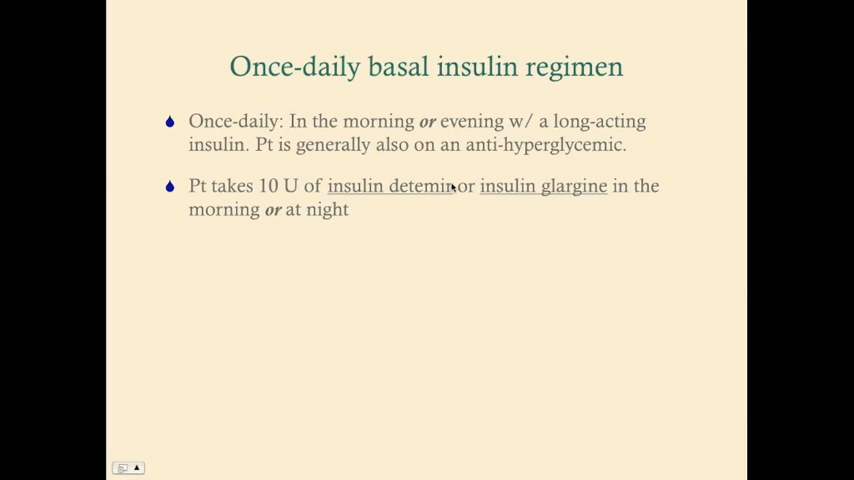 Once-daily basal insulin regimen
Once-daily: In the morning or evening w/ a long-acting
insulin. Pt is generally also on an anti-hyperglycemic.
Pt takes 10 U of insulin detemir or insulin glargine in the
morning or at night